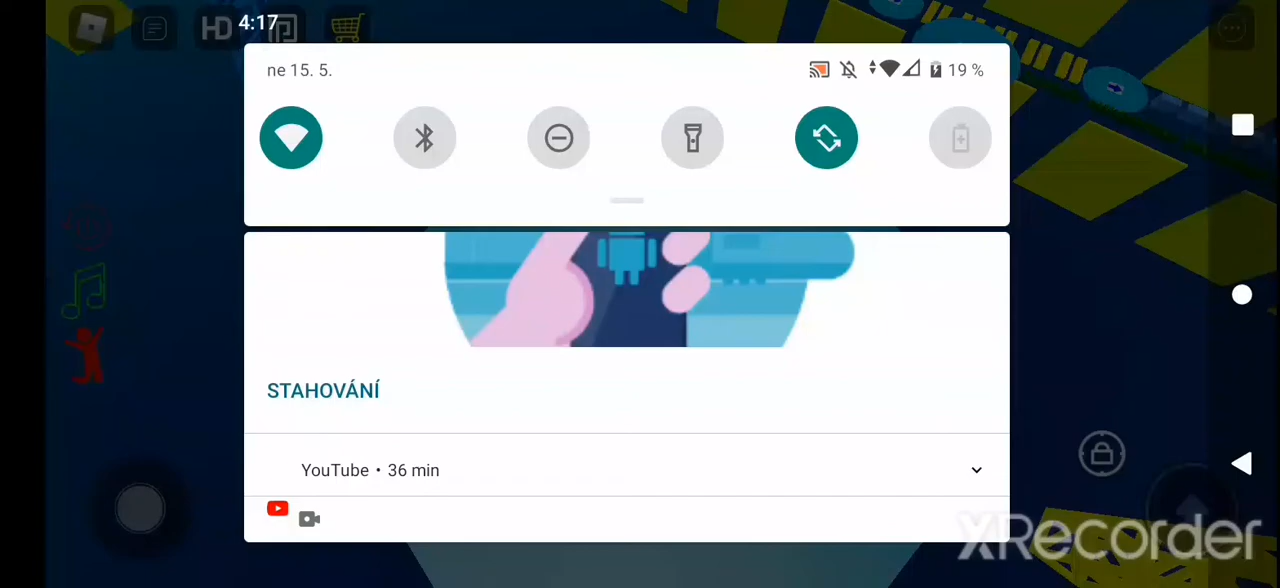 HD
4:17
ne 15. 5.
19 %
STAHOVÁNÍ
YouTube • 36 min
XRecorder